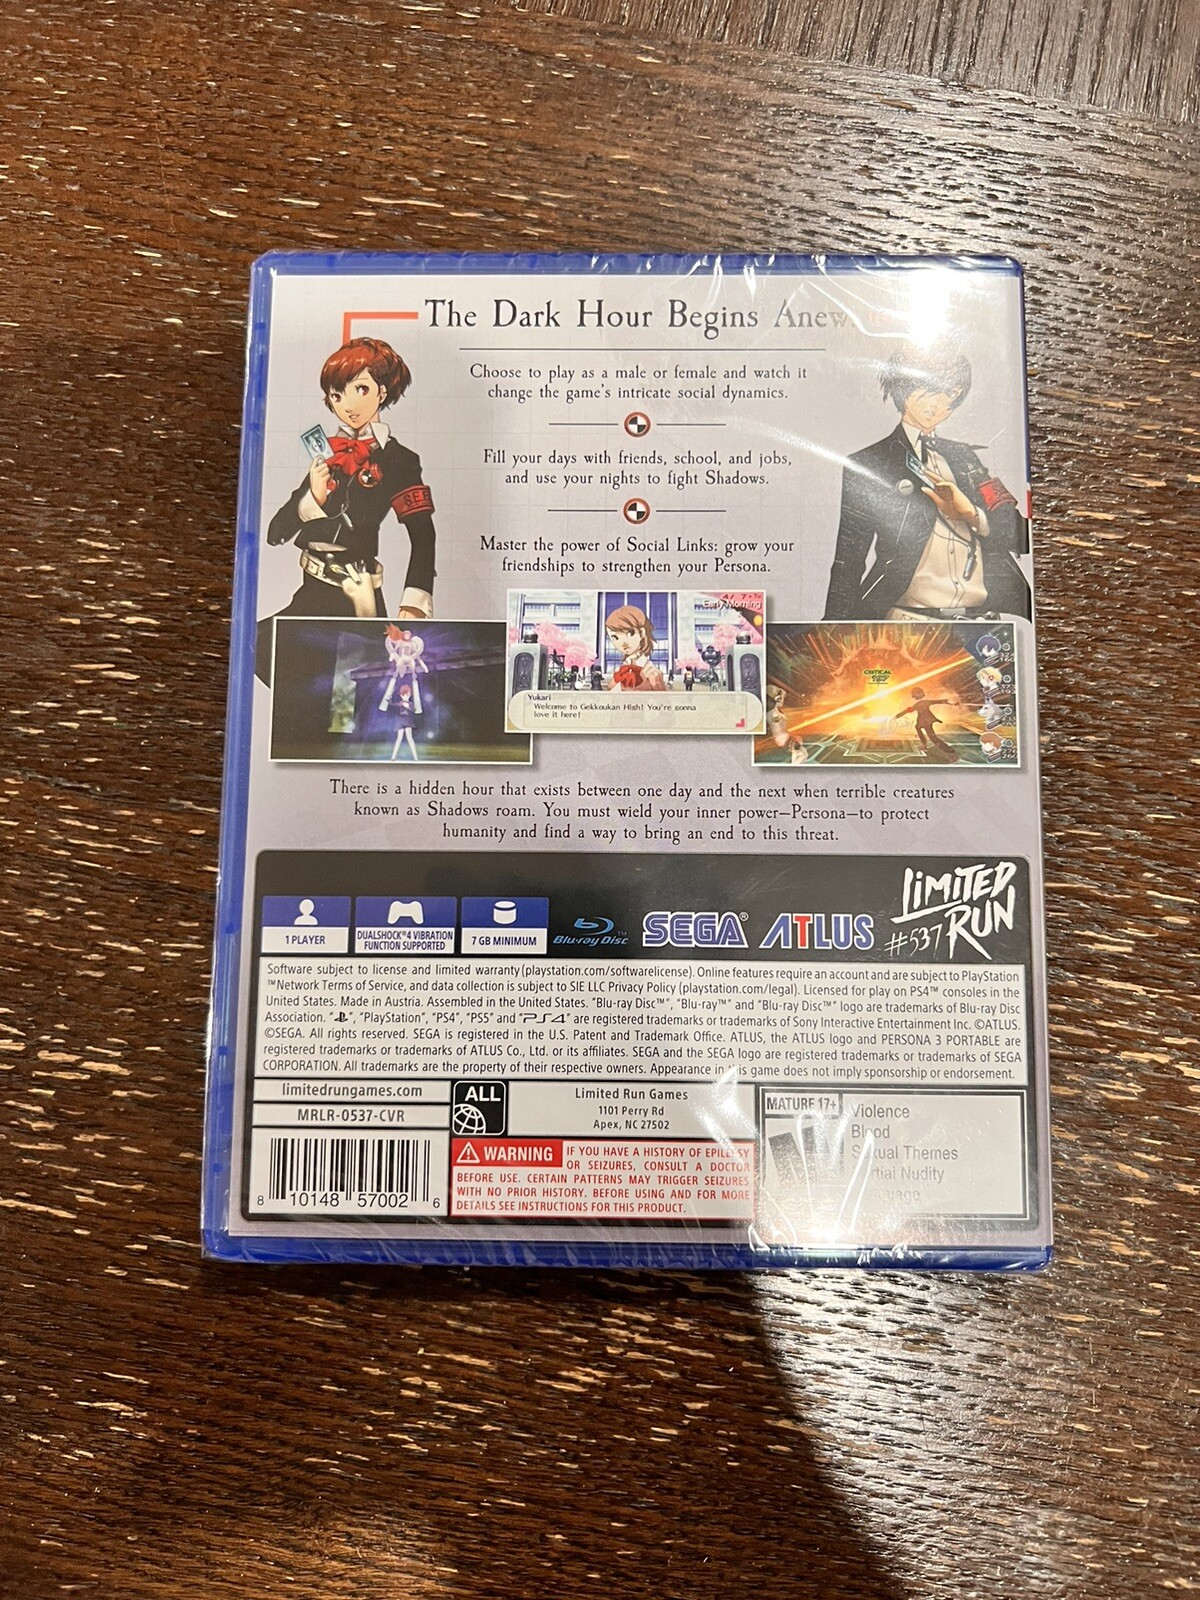 The Dark Hour Begins Anew.
Choose to play as a male or female and watch it
change the game's intricate social dynamics.
Fill your days with friends, school, and jobs,
and use your nights to fight Shadows.
Master the power of Social Links: grow your
friendships to strengthen your Persona.
SEE
4/ 7
Early Morning
Yukari
Welcome to Gekkoukan High! You're gonna
love it here!
CRITICAL
There is a hidden hour that exists between one day and the next when terrible creatures
known as Shadows roam. You must wield your inner power—Persona—to protect
humanity and find a way to bring an end to this threat.
1 PLAYER
DUALSHOCK®4 VIBRATION
FUNCTION SUPPORTED
7 GB MINIMUM
Blu-ray Disc™
SEGA®
ATLUS
LIMITED
RUN
#537
Software subject to license and limited warranty (playstation.com/softwarelicense). Online features require an account and are subject to PlayStation
™Network Terms of Service, and data collection is subject to SIE LLC Privacy Policy (playstation.com/legal). Licensed for play on PS4™ consoles in the
United States. Made in Austria. Assembled in the United States. "Blu-ray Disc™", "Blu-ray™" and "Blu-ray Disc™" logo are trademarks of Blu-ray Disc
Association. "PS", "PlayStation", "PS4", "PS5" and "PS4" are registered trademarks or trademarks of Sony Interactive Entertainment Inc. ©ATLUS.
©SEGA. All rights reserved. SEGA is registered in the U.S. Patent and Trademark Office. ATLUS, the ATLUS logo and PERSONA 3 PORTABLE are
registered trademarks or trademarks of ATLUS Co., Ltd. or its affiliates. SEGA and the SEGA logo are registered trademarks or trademarks of SEGA
CORPORATION. All trademarks are the property of their respective owners. Appearance in this game does not imply sponsorship or endorsement.
limitedrungames.com
MRLR-0537-CVR
8 10148 57002 6
ALL
Limited Run Games
1101 Perry Rd
Apex, NC 27502
WARNING IF YOU HAVE A HISTORY OF EPILEPSY
OR SEIZURES, CONSULT A DOCTOR
BEFORE USE. CERTAIN PATTERNS MAY TRIGGER SEIZURES
WITH NO PRIOR HISTORY. BEFORE USING AND FOR MORE
DETAILS SEE INSTRUCTIONS FOR THIS PRODUCT.
MATURE 17+
Violence
Blood
Sexual Themes
Partial Nudity